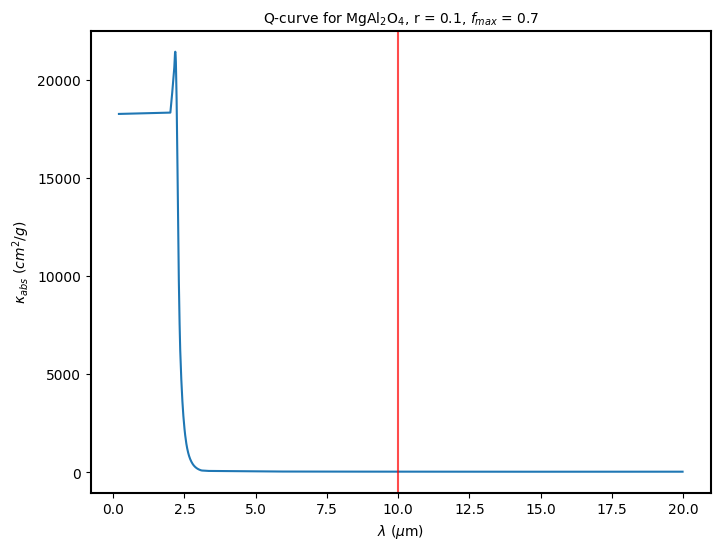 Q-curve for MgAl₂O₄, r = 0.1, fₘₐₓ = 0.7
20000
15000
10000
5000
0
κₐbₛ (cm²/g)
0.0 2.5 5.0 7.5 10.0 12.5 15.0 17.5 20.0
λ (μm)